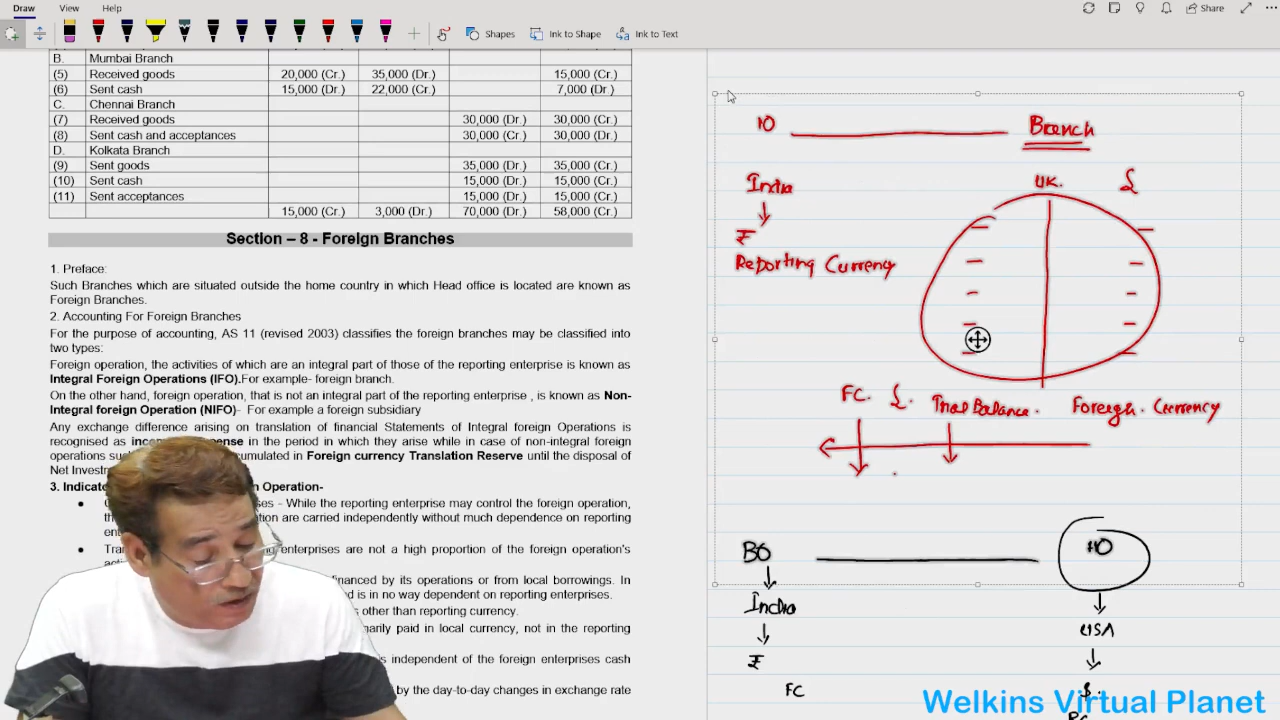 Draw View Help
Share
Shapes Ink to Shape Ink to Text
B. Mumbai Branch
(5) Received goods 20,000 (Cr.) 35,000 (Dr.) 15,000 (Cr.)
(6) Sent cash 15,000 (Dr.) 22,000 (Cr.) 7,000 (Dr.)
C. Chennai Branch
(7) Received goods 30,000 (Dr.) 30,000 (Cr.)
(8) Sent cash and acceptances 30,000 (Cr.) 30,000 (Dr.)
D. Kolkata Branch
(9) Sent goods 35,000 (Dr.) 35,000 (Cr.)
(10) Sent cash 15,000 (Dr.) 15,000 (Cr.)
(11) Sent acceptances 15,000 (Dr.) 15,000 (Cr.)
15,000 (Cr.) 3,000 (Dr.) 70,000 (Dr.) 58,000 (Cr.)
Section – 8 - Foreign Branches
1. Preface:
Such Branches which are situated outside the home country in which Head office is located are known as
Foreign Branches.
2. Accounting For Foreign Branches
For the purpose of accounting, AS 11 (revised 2003) classifies the foreign branches may be classified into
two types:
Foreign operation, the activities of which are an integral part of those of the reporting enterprise is known as
Integral Foreign Operations (IFO).For example- foreign branch.
On the other hand, foreign operation, that is not an integral part of the reporting enterprise , is known as Non-
Integral foreign Operation (NIFO)- For example a foreign subsidiary
Any exchange difference arising on translation of financial Statements of Integral foreign Operations is
recognised as in the period in which they arise while in case of non-integral foreign
operations cumulated in Foreign currency Translation Reserve until the disposal of
Net
3. Operation-
- While the reporting enterprise may control the foreign operation,
are carried independently without much dependence on reporting
enterprises are not a high proportion of the foreign operation's
by its operations or from local borrowings. In
is in no way dependent on reporting enterprises.
other than reporting currency.
paid in local currency, not in the reporting
is independent of the foreign enterprises cash
by the day-to-day changes in exchange rate
HO Branch
India UK. £
₹
Reporting Currency
FC. £. Trial Balance. Foreign. Currency
BO HO
India USA
₹ $.
FC
Welkins Virtual Planet